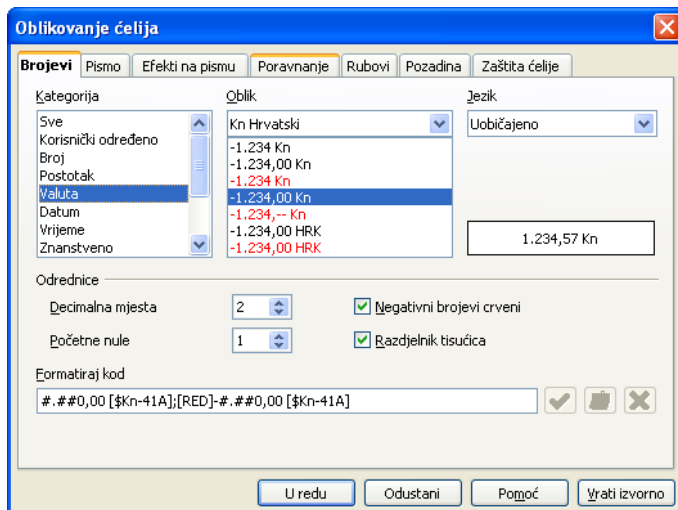 Oblikovanje ćelija
Brojevi Pismo Efekti na pismu Poravnanje Rubovi Pozadina Zaštita ćelije
Kategorija Oblik Jezik
Sve
Korisnički određeno
Broj
Postotak
Valuta
Datum
Vrijeme
Znanstveno
Kn Hrvatski
-1.234 Kn
-1.234,00 Kn
-1.234 Kn
-1.234,00 Kn
-1.234,-- Kn
-1.234,00 HRK
-1.234,00 HRK
Uobičajeno
1.234,57 Kn
Odrednice
Decimalna mjesta 2 Negativni brojevi crveni
Početne nule 1 Razdjelnik tisućica
Formatiraj kod
#.##0,00 [$Kn-41A];[RED]-#.##0,00 [$Kn-41A]
U redu Odustani Pomoć Vrati izvorno